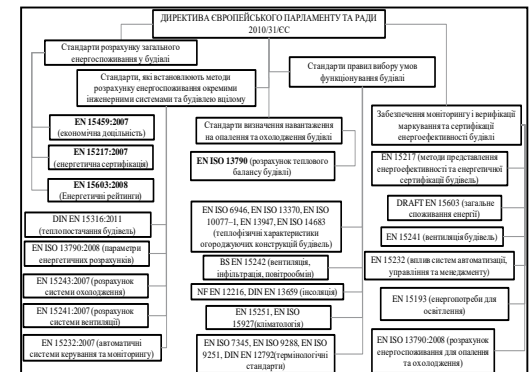 ДИРЕКТИВА ЄВРОПЕЙСЬКОГО ПАРЛАМЕНТУ ТА РАДИ
2010/31/ЄС
Стандарти розрахунку загального
енергоспоживання у будівлі
Стандарти, які встановлюють методи
розрахунку енергоспоживання окремими
інженерними системами та будівлею вцілому
EN 15459:2007
(економічна доцільність)
EN 15217:2007
(енергетична сертифікація)
EN 15603:2008
(Енергетичні рейтинги)
DIN EN 15316:2011
(теплопостачання будівель)
EN ISO 13790:2008 (параметри
енергетичних розрахунків)
EN 15243:2007 (розрахунок
системи охолодження)
EN 15241:2007 (розрахунок
системи вентиляції)
EN 15232:2007 (автоматичні
системи керування та моніторингу)
Стандарти правил вибору умов
функціонування будівлі
Стандарти визначення навантаження
на опалення та охолодження будівлі
EN ISO 13790 (розрахунок теплового
балансу будівлі)
EN ISO 6946, EN ISO 13370, EN ISO
10077–1, EN 13947, EN ISO 14683
(теплофізичні характеристики
огороджуючих конструкцій будівель)
BS EN 15242 (вентиляція,
інфільтрація, повітрообмін)
NF EN 12216, DIN EN 13659 (інсоляція)
EN 15251, EN ISO
15927(кліматологія)
EN ISO 7345, EN ISO 9288, EN ISO
9251, DIN EN 12792(термінологічні
стандарти)
Забезпечення моніторингу і верифікації
маркування та сертифікації
енергоефективності будівлі
EN 15217 (методи представлення
енергоефективності та енергетичної
сертифікації будівель)
DRAFT EN 15603 (загальне
споживання енергії)
EN 15241 (вентиляція будівель)
EN 15232 (вплив систем автоматизації,
управління та менеджменту)
EN 15193 (енергопотреби для
освітлення)
EN ISO 13790:2008 (розрахунок
енергоспоживання для опалення
та охолодження)